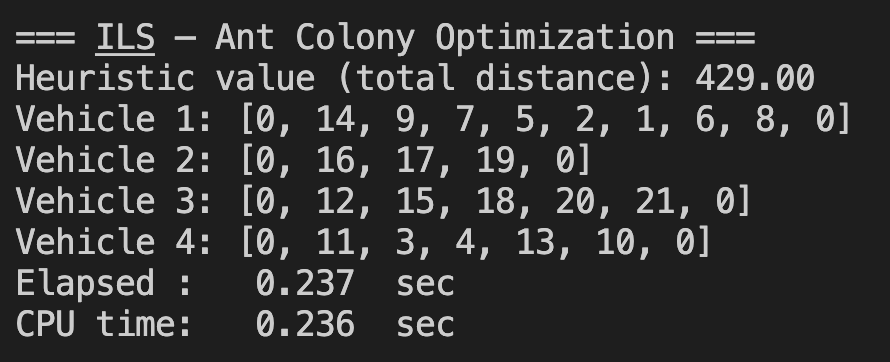 === ILS — Ant Colony Optimization ===
Heuristic value (total distance): 429.00
Vehicle 1: [0, 14, 9, 7, 5, 2, 1, 6, 8, 0]
Vehicle 2: [0, 16, 17, 19, 0]
Vehicle 3: [0, 12, 15, 18, 20, 21, 0]
Vehicle 4: [0, 11, 3, 4, 13, 10, 0]
Elapsed :   0.237  sec
CPU time:   0.236  sec